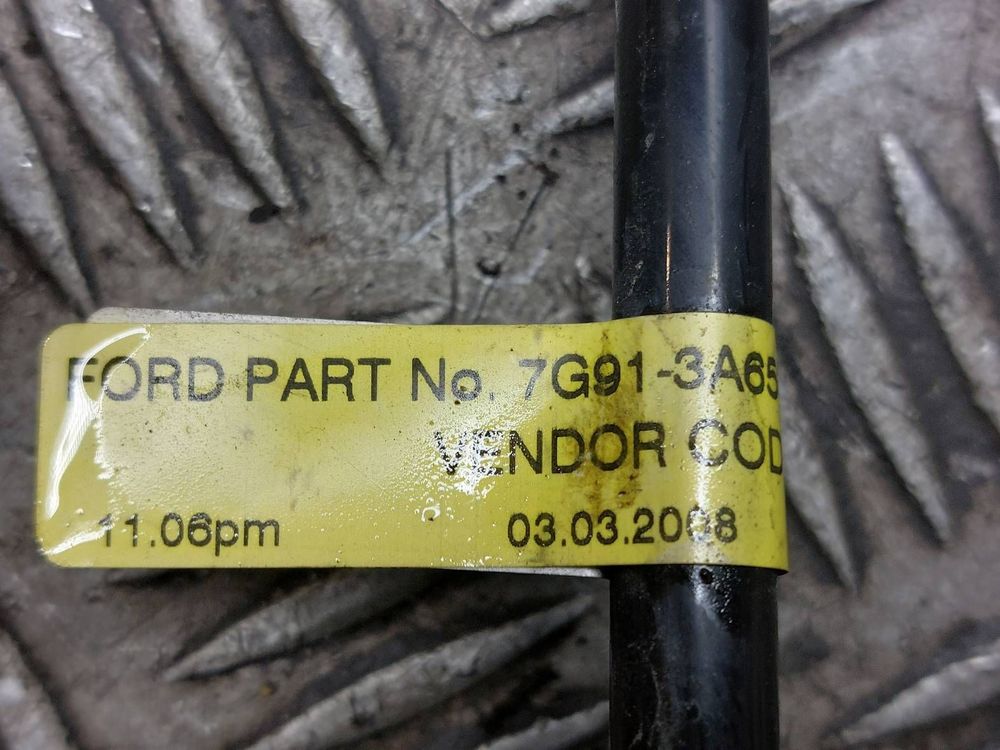 FORD PART No. 7G91-3A65
VENDOR COD
11.06pm 03.03.2008